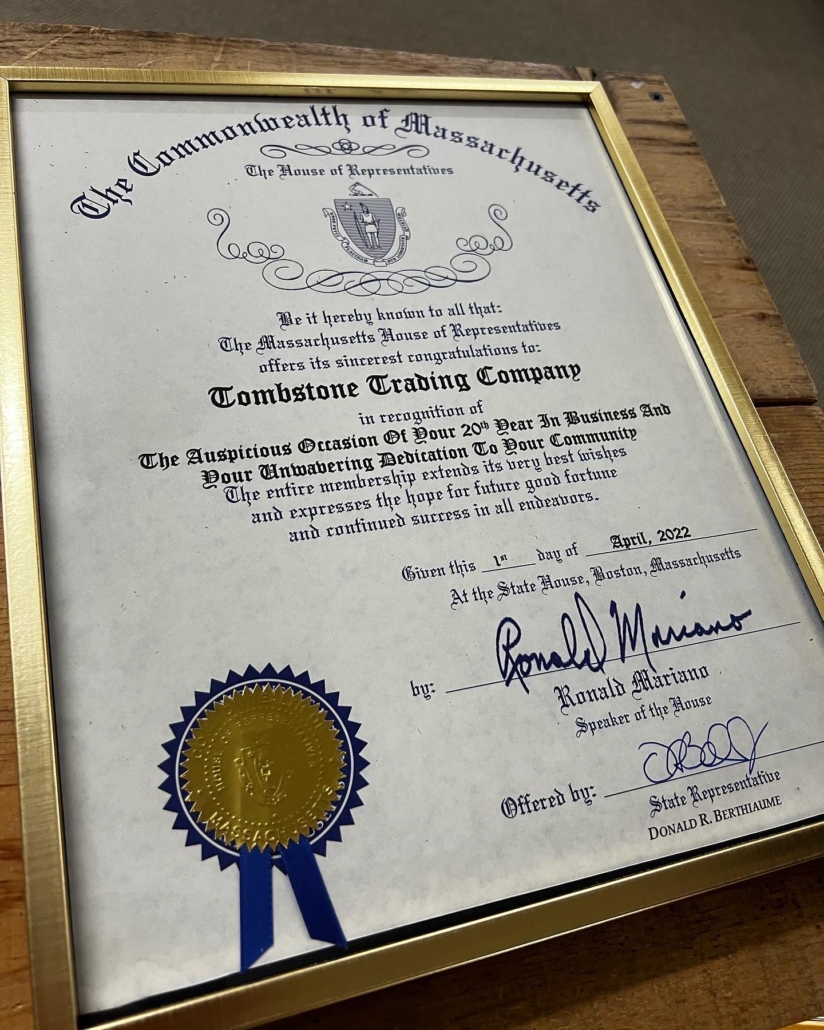 The Commonwealth of Massachusetts
The House of Representatives
Be it hereby known to all that:
The Massachusetts House of Representatives
offers its sincerest congratulations to:
Tombstone Trading Company
in recognition of
The Auspicious Occasion Of Your 20th Year In Business And
Your Unwavering Dedication To Your Community
The entire membership extends its very best wishes
and expresses the hope for future good fortune
and continued success in all endeavors.
Given this 1st day of April, 2022
At the State House, Boston, Massachusetts
by: Ronald Mariano
Ronald Mariano
Speaker of the House
Offered by:
State Representative
DONALD R. BERTHIAUME
HOUSE OF REPRESENTATIVES
MASSACHUSETTS